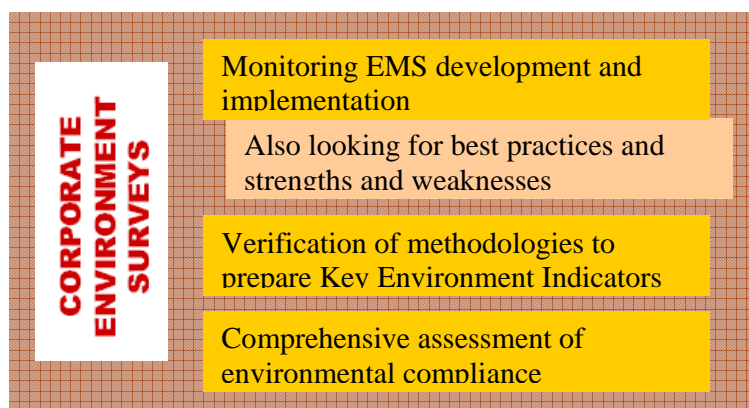 CORPORATE
ENVIRONMENT
SURVEYS
Monitoring EMS development and
implementation
Also looking for best practices and
strengths and weaknesses
Verification of methodologies to
prepare Key Environment Indicators
Comprehensive assessment of
environmental compliance